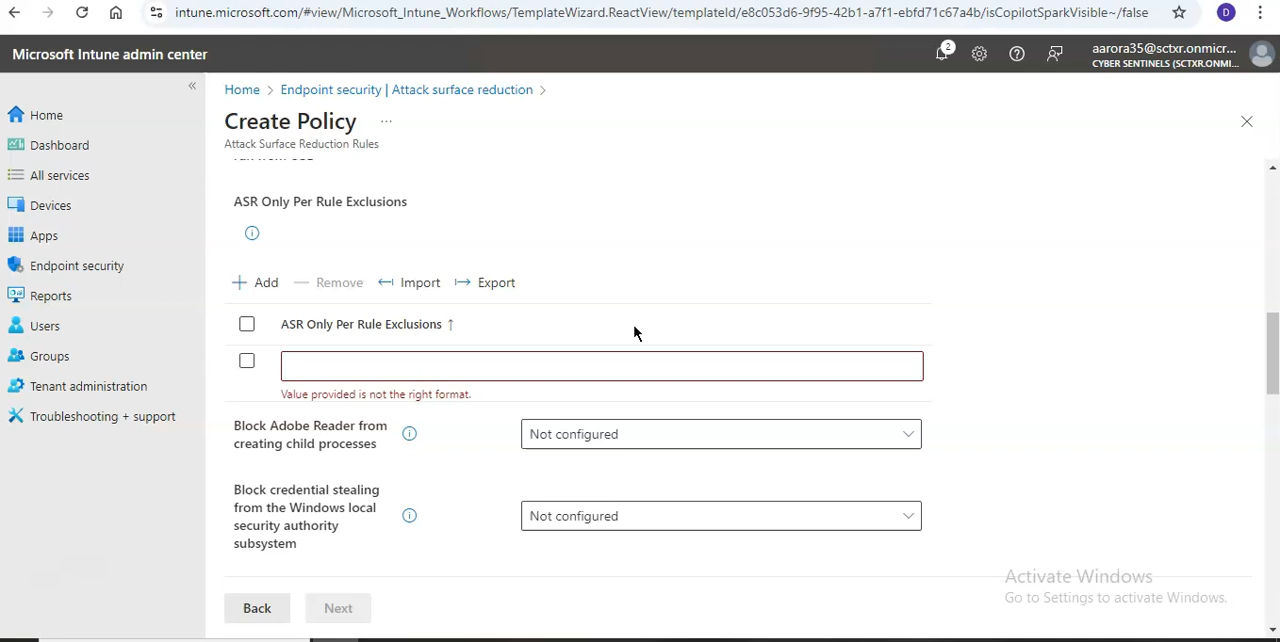 intune.microsoft.com/#view/Microsoft_Intune_Workflows/TemplateWizard.ReactView/templateId/e8c053d6-9f95-42b1-a7f1-ebfd71c67a4b/isCopilotSparkVisible~/false
D
Microsoft Intune admin center
2
aarora35@sctxr.onmicr...
CYBER SENTINELS (SCTXR.ONMI...
Home
Dashboard
All services
Devices
Apps
Endpoint security
Reports
Users
Groups
Tenant administration
Troubleshooting + support
Home > Endpoint security | Attack surface reduction >
Create Policy ...
Attack Surface Reduction Rules
ASR Only Per Rule Exclusions
+ Add — Remove Import Export
ASR Only Per Rule Exclusions ↑
Value provided is not the right format.
Block Adobe Reader from
creating child processes
Not configured
Block credential stealing
from the Windows local
security authority
subsystem
Not configured
Back Next
Activate Windows
Go to Settings to activate Windows.